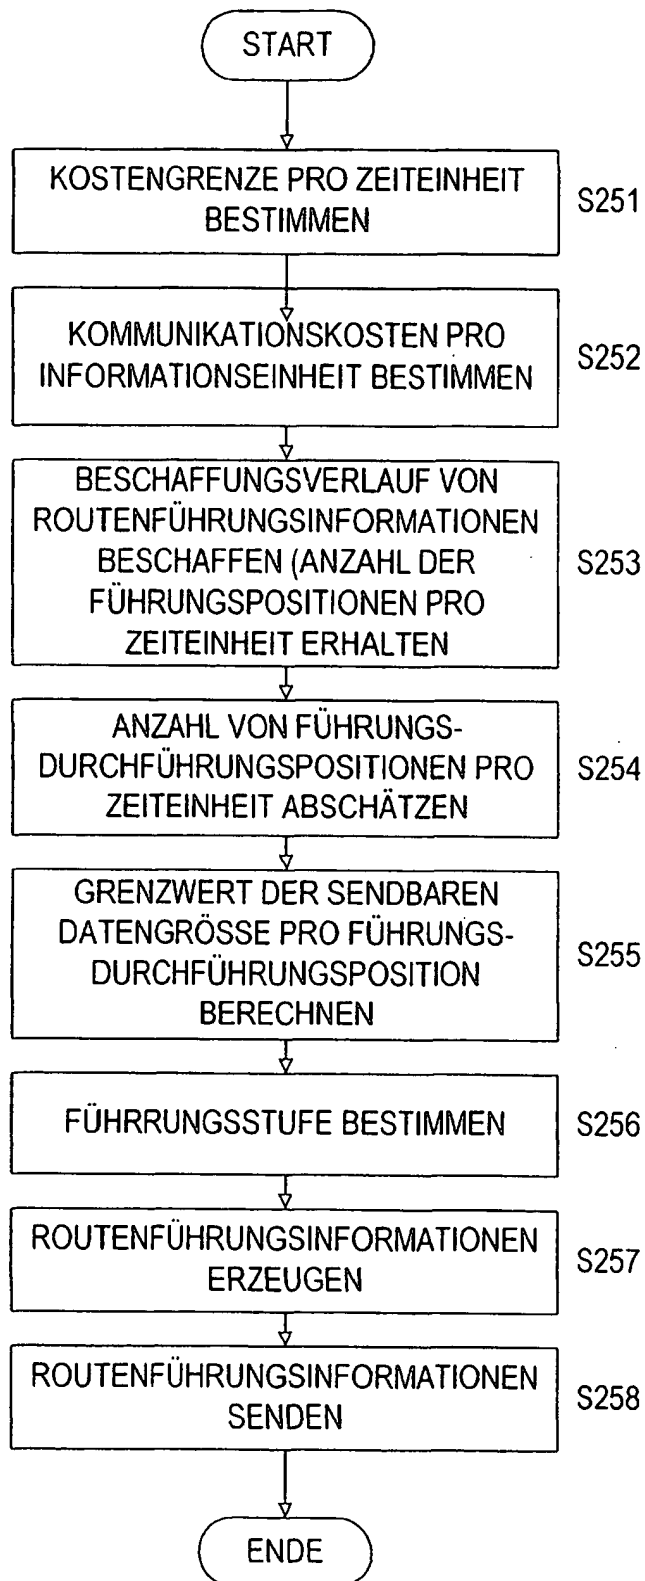 START
KOSTENGRENZE PRO ZEITEINHEIT
BESTIMMEN
S251
KOMMUNIKATIONSKOSTEN PRO
INFORMATIONSEINHEIT BESTIMMEN
S252
BESCHAFFUNGSVERLAUF VON
ROUTENFÜHRUNGSINFORMATIONEN
BESCHAFFEN (ANZAHL DER
FÜHRUNGSPOSITIONEN PRO
ZEITEINHEIT ERHALTEN
S253
ANZAHL VON FÜHRUNGS-
DURCHFÜHRUNGSPOSITIONEN PRO
ZEITEINHEIT ABSCHÄTZEN
S254
GRENZWERT DER SENDBAREN
DATENGRÖSSE PRO FÜHRUNGS-
DURCHFÜHRUNGSPOSITION
BERECHNEN
S255
FÜHRRUNGSSTUFE BESTIMMEN
S256
ROUTENFÜHRUNGSINFORMATIONEN
ERZEUGEN
S257
ROUTENFÜHRUNGSINFORMATIONEN
SENDEN
S258
ENDE